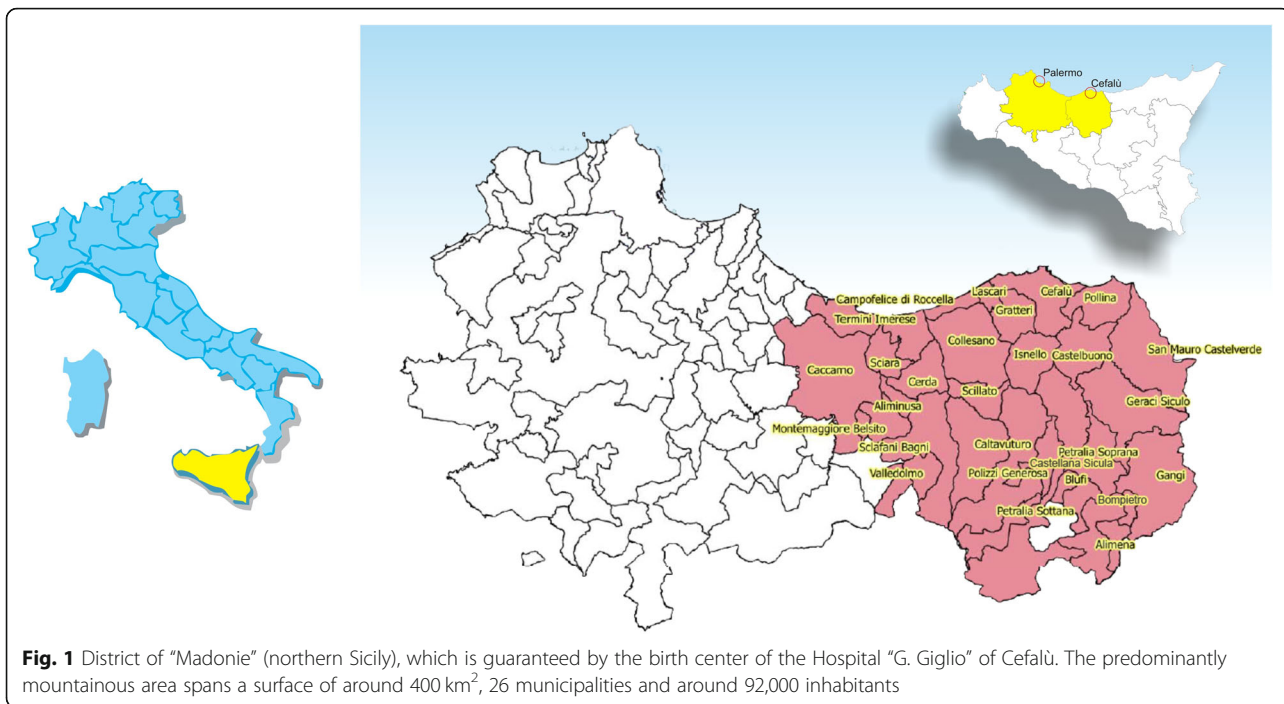 Palermo
Cefalù
Lascari
Cefalù
Campofelice di Roccella
Pollina
Gratteri
Termini Imerese
Collesano
San Mauro Castelverde
Isnello
Castelbuono
Sciara
Caccamo
Cerda
Scillato
Geraci Siculo
Aliminusa
Montemaggiore Belsito
Sclafani Bagni
Caltavuturo
Petralia Soprana
Castellana Sicula
Valledolmo
Polizzi Generosa
Blufi
Gangi
Bompietro
Petralia Sottana
Alimena
Fig. 1 District of “Madonie” (northern Sicily), which is guaranteed by the birth center of the Hospital “G. Giglio” of Cefalù. The predominantly
mountainous area spans a surface of around 400 km², 26 municipalities and around 92,000 inhabitants